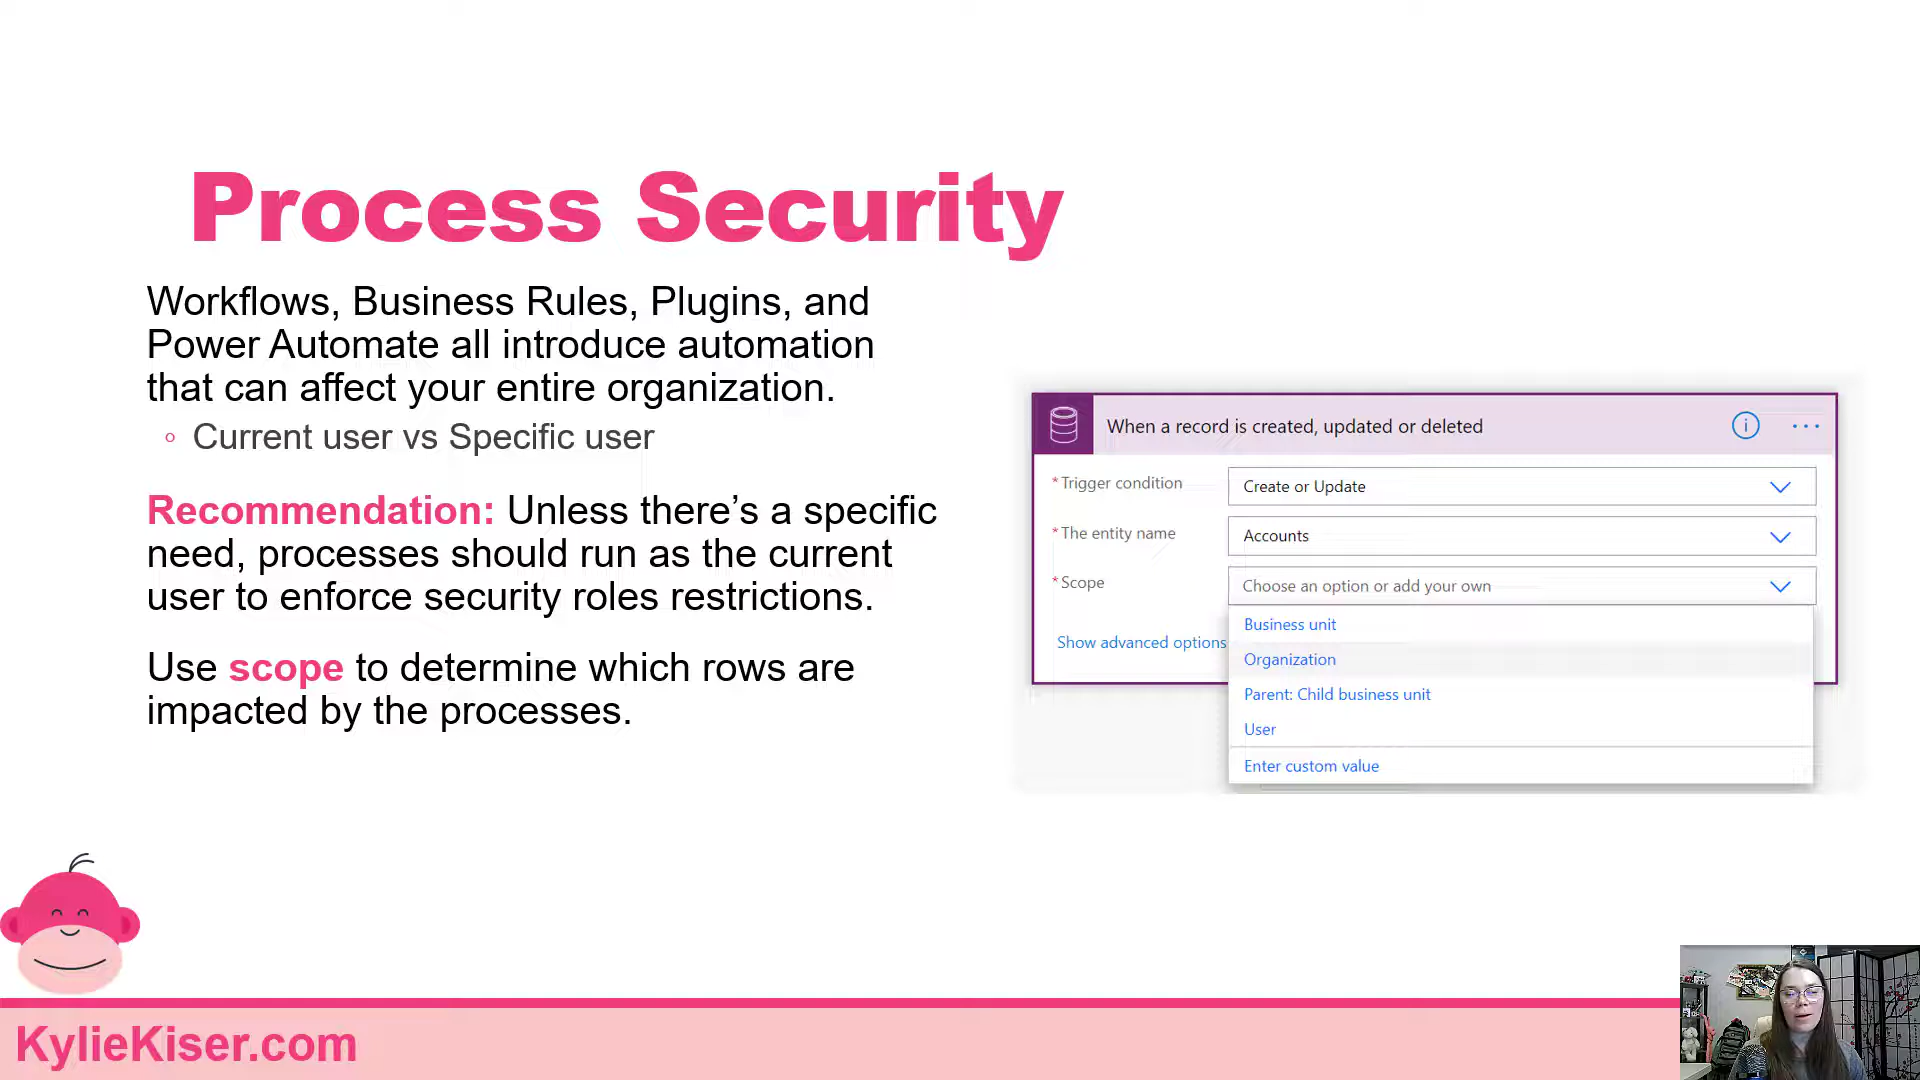 Process Security
Workflows, Business Rules, Plugins, and
Power Automate all introduce automation
that can affect your entire organization.
Current user vs Specific user
Recommendation: Unless there’s a specific
need, processes should run as the current
user to enforce security roles restrictions.
Use scope to determine which rows are
impacted by the processes.
When a record is created, updated or deleted
* Trigger condition
Create or Update
* The entity name
Accounts
* Scope
Choose an option or add your own
Business unit
Show advanced options
Organization
Parent: Child business unit
User
Enter custom value
KylieKiser.com